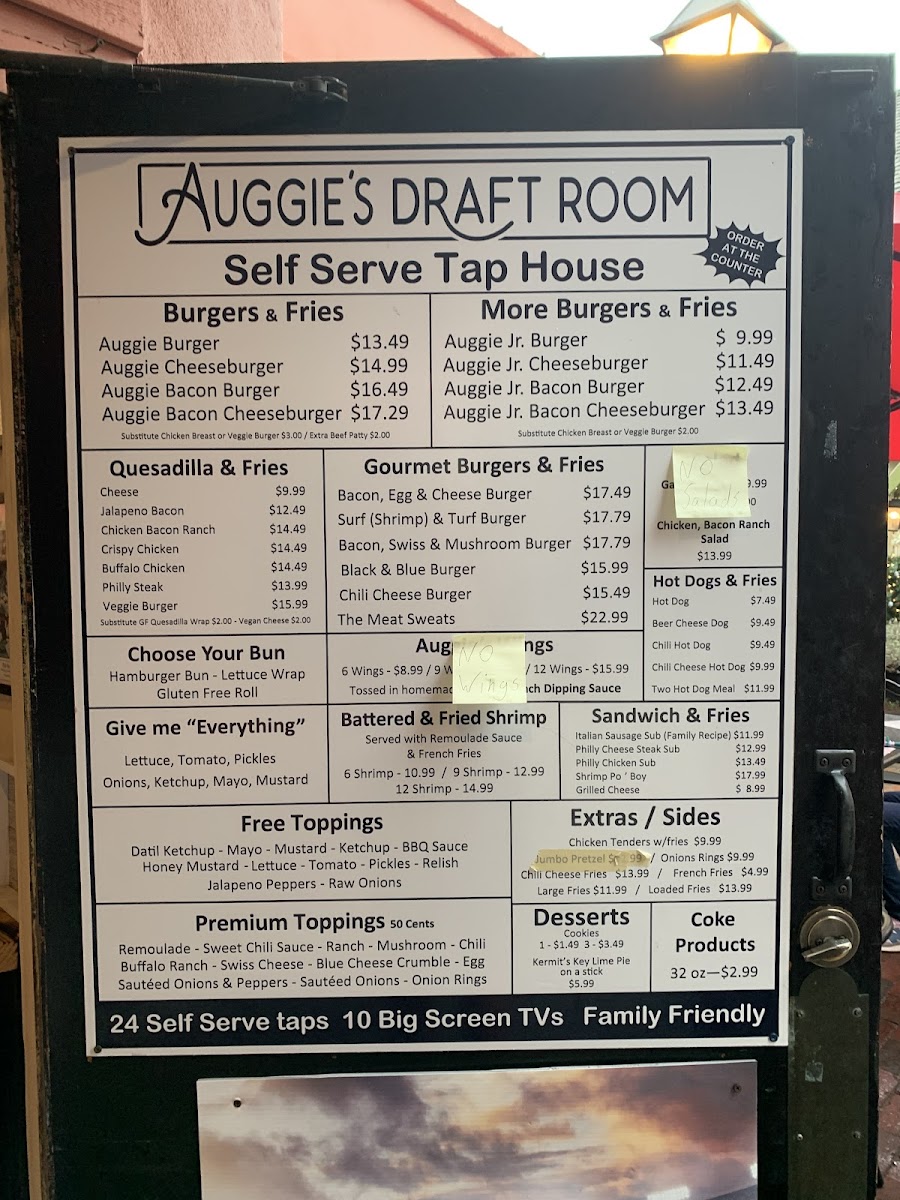 AUGGIE'S DRAFT ROOM
Self Serve Tap House
ORDER
AT THE
COUNTER
Burgers & Fries
Auggie Burger $13.49
Auggie Cheeseburger $14.99
Auggie Bacon Burger $16.49
Auggie Bacon Cheeseburger $17.29
Substitute Chicken Breast or Veggie Burger $3.00 / Extra Beef Patty $2.00
More Burgers & Fries
Auggie Jr. Burger $ 9.99
Auggie Jr. Cheeseburger $11.49
Auggie Jr. Bacon Burger $12.49
Auggie Jr. Bacon Cheeseburger $13.49
Substitute Chicken Breast or Veggie Burger $2.00
Quesadilla & Fries
Cheese $9.99
Jalapeno Bacon $12.49
Chicken Bacon Ranch $14.49
Crispy Chicken $14.49
Buffalo Chicken $14.49
Philly Steak $13.99
Veggie Burger $15.99
Substitute GF Quesadilla Wrap $2.00 - Vegan Cheese $2.00
Gourmet Burgers & Fries
Bacon, Egg & Cheese Burger $17.49
Surf (Shrimp) & Turf Burger $17.79
Bacon, Swiss & Mushroom Burger $17.79
Black & Blue Burger $15.99
Chili Cheese Burger $15.49
The Meat Sweats $22.99
NO
Salads
Chicken, Bacon Ranch
Salad
$13.99
Hot Dogs & Fries
Hot Dog $7.49
Beer Cheese Dog $9.49
Chili Hot Dog $9.49
Chili Cheese Hot Dog $9.99
Two Hot Dog Meal $11.99
Choose Your Bun
Hamburger Bun - Lettuce Wrap
Gluten Free Roll
NO
Wings
6 Wings - $8.99 / 9 / 12 Wings - $15.99
Tossed in Dipping Sauce
Give me "Everything"
Lettuce, Tomato, Pickles
Onions, Ketchup, Mayo, Mustard
Battered & Fried Shrimp
Served with Remoulade Sauce
& French Fries
6 Shrimp - 10.99 / 9 Shrimp - 12.99
12 Shrimp - 14.99
Sandwich & Fries
Italian Sausage Sub (Family Recipe) $11.99
Philly Cheese Steak Sub $12.99
Philly Chicken Sub $13.49
Shrimp Po ' Boy $17.99
Grilled Cheese $ 8.99
Free Toppings
Datil Ketchup - Mayo - Mustard - Ketchup - BBQ Sauce
Honey Mustard - Lettuce - Tomato - Pickles - Relish
Jalapeno Peppers - Raw Onions
Extras / Sides
Chicken Tenders w/fries $9.99
Jumbo Pretzel / Onions Rings $9.99
Chili Cheese Fries $13.99 / French Fries $4.99
Large Fries $11.99 / Loaded Fries $13.99
Premium Toppings 50 Cents
Remoulade - Sweet Chili Sauce - Ranch - Mushroom - Chili
Buffalo Ranch - Swiss Cheese - Blue Cheese Crumble - Egg
Sautéed Onions & Peppers - Sautéed Onions - Onion Rings
Desserts
Cookies
1 - $1.49 3 - $3.49
Kermit's Key Lime Pie
on a stick
$5.99
Coke
Products
32 oz—$2.99
24 Self Serve taps 10 Big Screen TVs Family Friendly